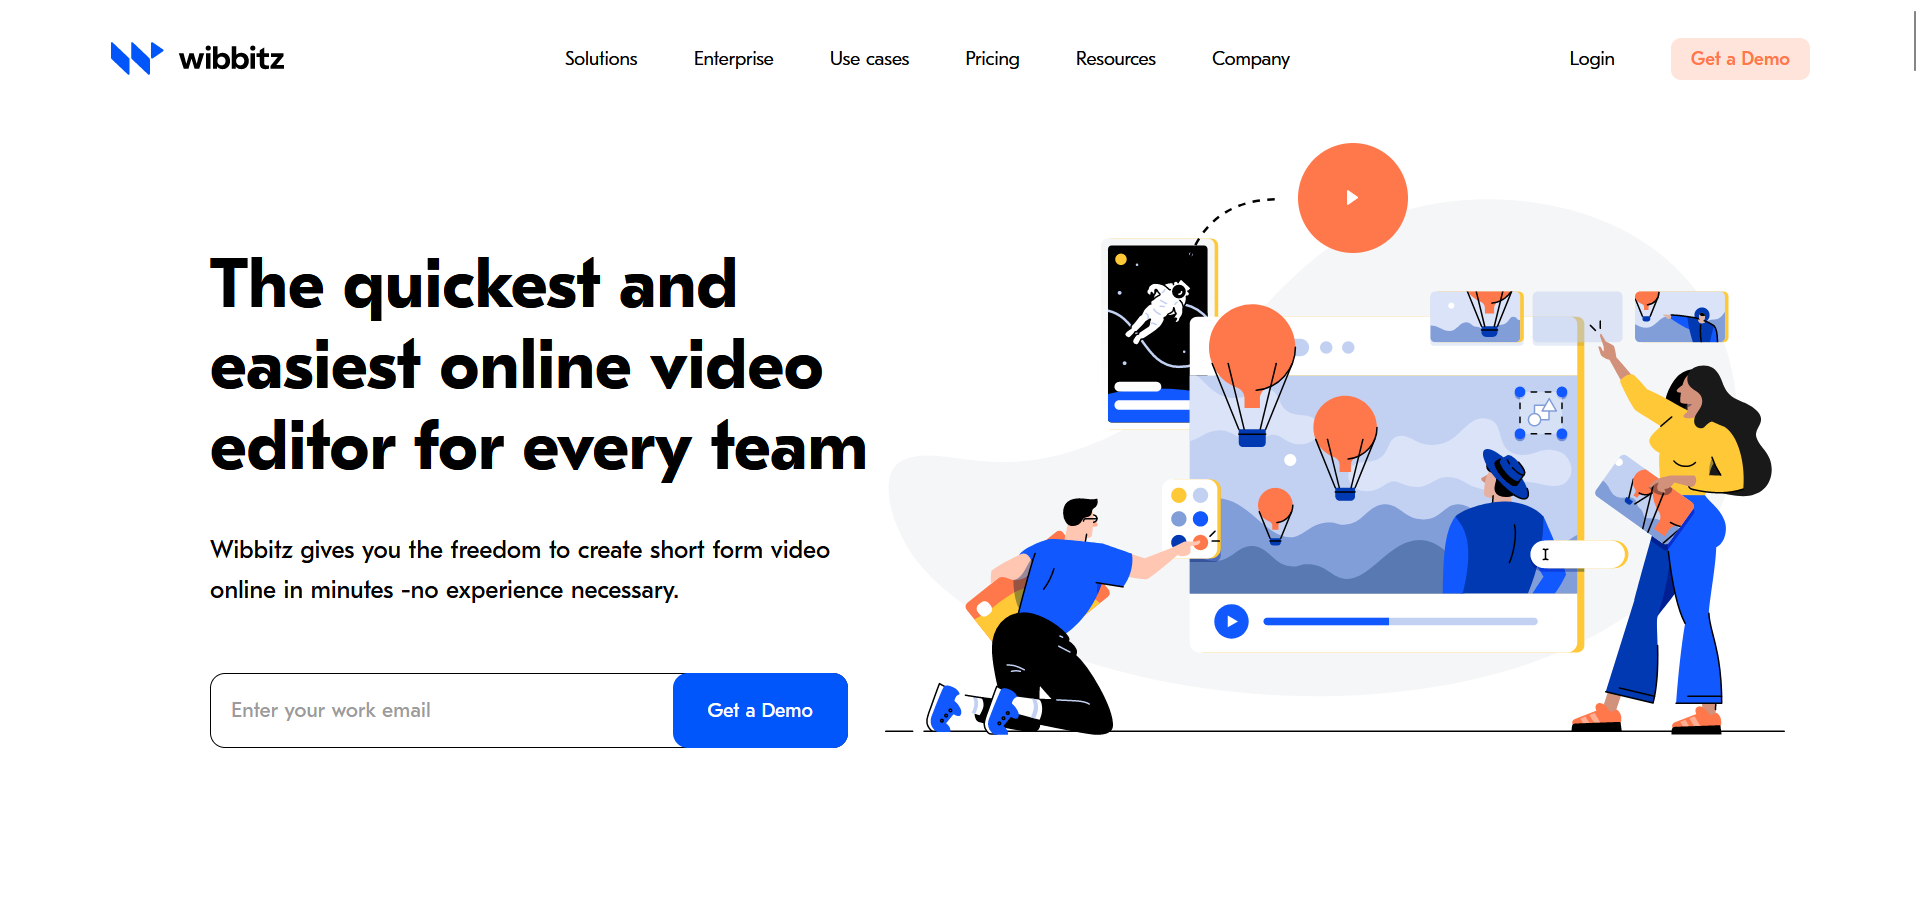 wibbitz
Solutions Enterprise Use cases Pricing Resources Company
Login
Get a Demo
The quickest and
easiest online video
editor for every team
Wibbitz gives you the freedom to create short form video
online in minutes -no experience necessary.
Enter your work email
Get a Demo